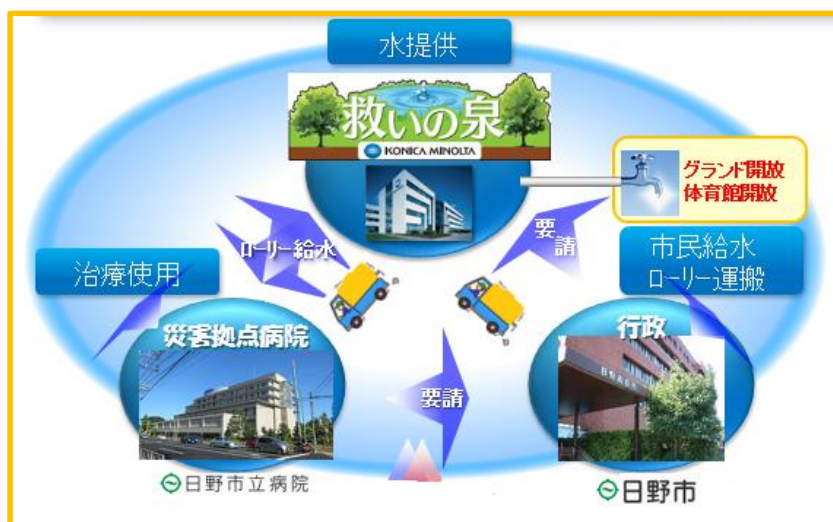 水提供
救いの泉
KONICA MINOLTA
グランド開放
体育館開放
ローリー給水
要請
治療使用
市民給水
ローリー運搬
災害拠点病院
行政
要請
日野市立病院
日野市